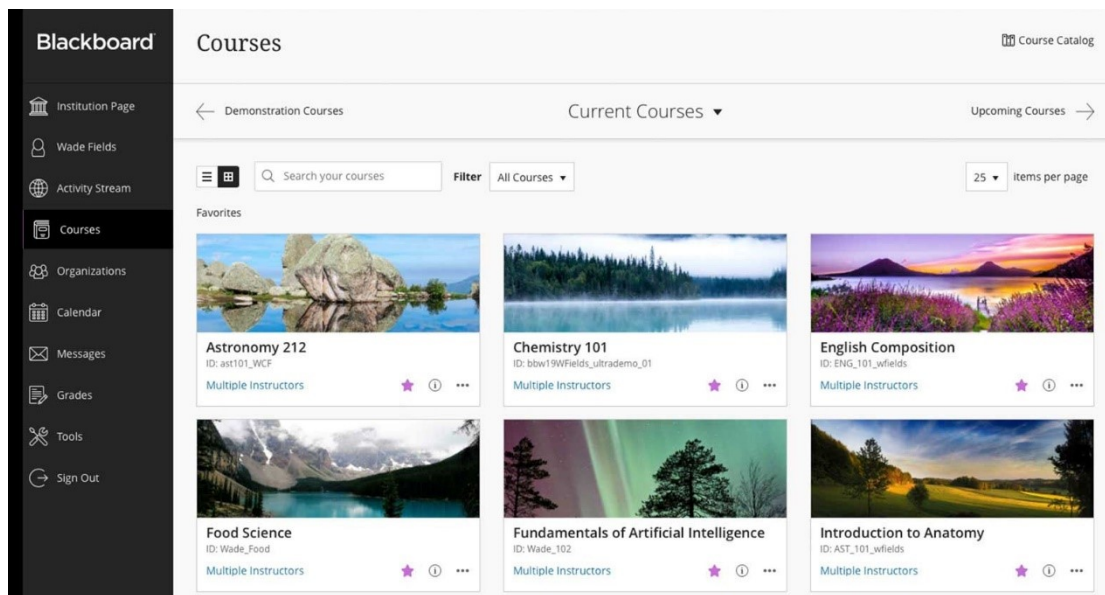 Blackboard
Institution Page
Wade Fields
Activity Stream
Courses
Organizations
Calendar
Messages
Grades
Tools
Sign Out
Courses
Course Catalog
Demonstration Courses
Current Courses
Upcoming Courses
Search your courses
Filter
All Courses
25
items per page
Favorites
Astronomy 212
ID: ast101_WCF
Multiple Instructors
Chemistry 101
ID: bbw19WFields_ultrademo_01
Multiple Instructors
English Composition
ID: ENG_101_wfields
Multiple Instructors
Food Science
ID: Wade_Food
Multiple Instructors
Fundamentals of Artificial Intelligence
ID: Wade_102
Multiple Instructors
Introduction to Anatomy
ID: AST_101_wfields
Multiple Instructors